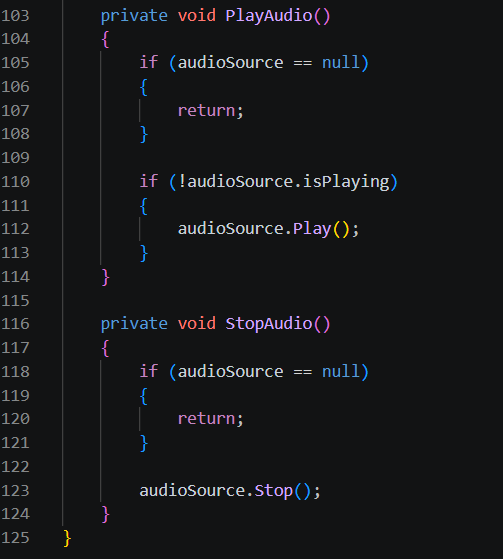 103 private void PlayAudio()
104 {
105 if (audioSource == null)
106 {
107 return;
108 }
109
110 if (!audioSource.isPlaying)
111 {
112 audioSource.Play();
113 }
114 }
115
116 private void StopAudio()
117 {
118 if (audioSource == null)
119 {
120 return;
121 }
122
123 audioSource.Stop();
124 }
125 }